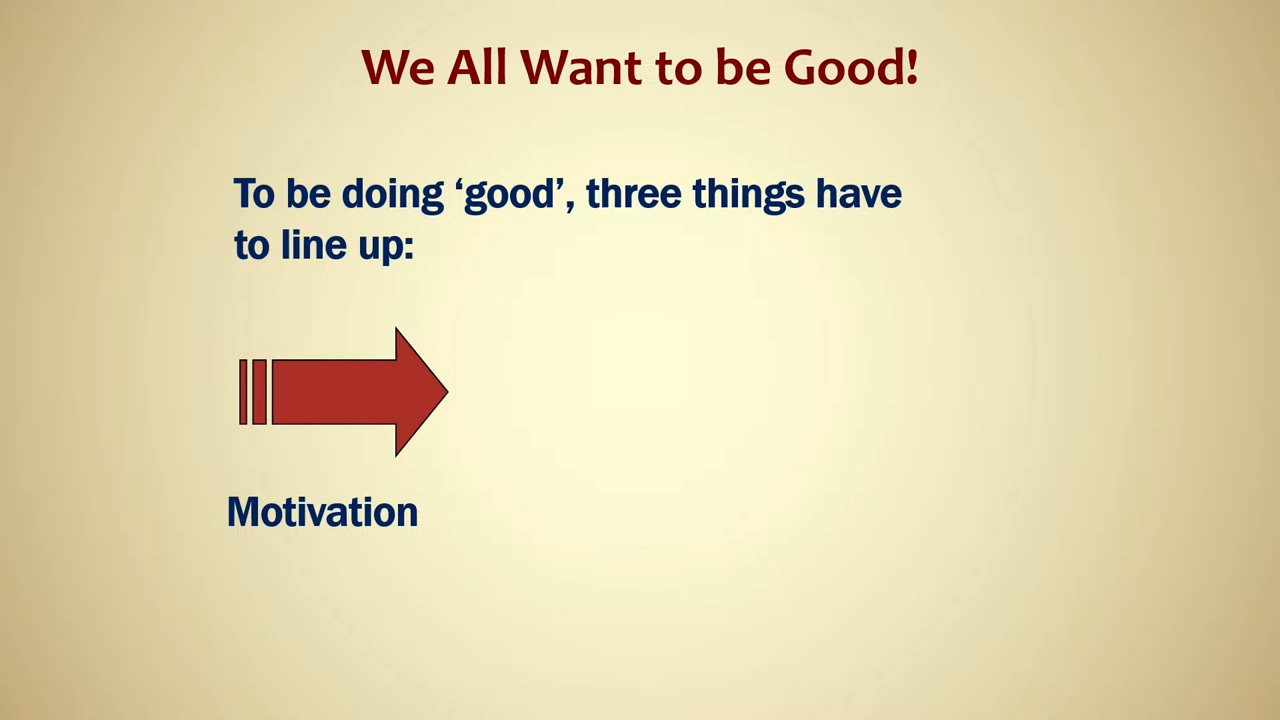 We All Want to be Good!
To be doing ‘good’, three things have
to line up:
Motivation